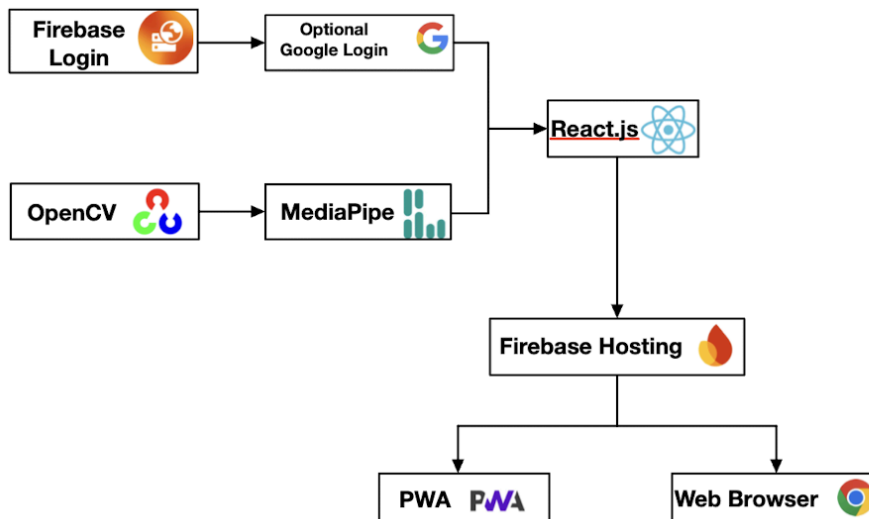 Firebase
Login
Optional
Google Login
React.js
OpenCV
MediaPipe
Firebase Hosting
PWA PWA
Web Browser